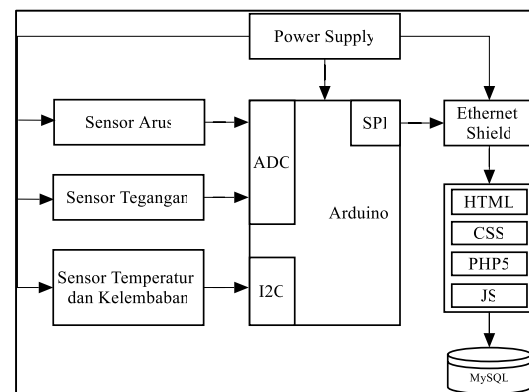 Power Supply
Sensor Arus
ADC
SPI
Ethernet
Shield
Sensor Tegangan
Arduino
HTML
CSS
PHP5
JS
Sensor Temperatur
dan Kelembaban
I2C
MySQL